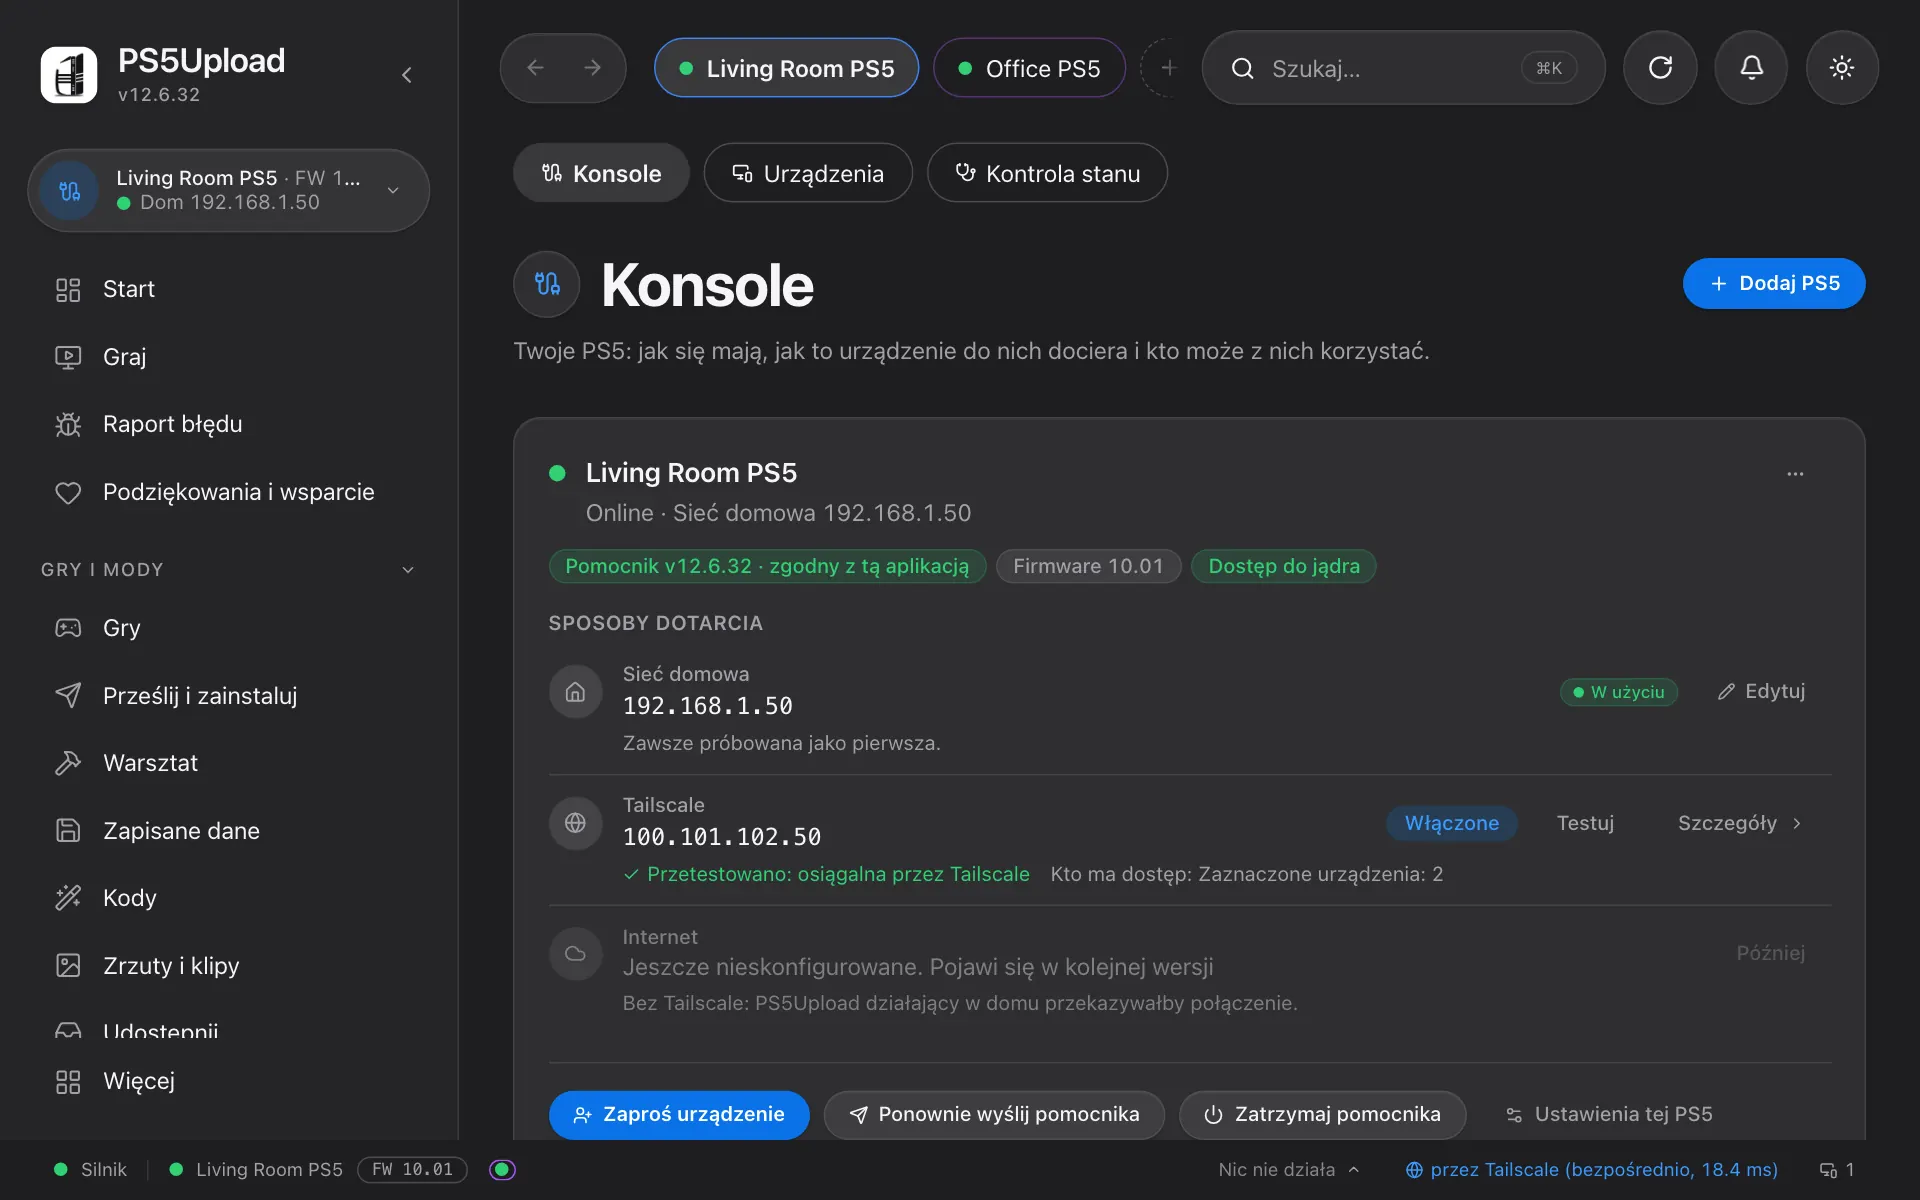 PS5Upload
v12.6.32
Living Room PS5 · FW 1...
Dom 192.168.1.50
Start
Graj
Raport błędu
Podziękowania i wsparcie
GRY I MODY
Gry
Prześlij i zainstaluj
Warsztat
Zapisane dane
Kody
Zrzuty i klipy
Udostępnij
Więcej
Living Room PS5
Office PS5
Szukaj...
⌘K
Konsole
Urządzenia
Kontrola stanu
Konsole
Dodaj PS5
Twoje PS5: jak się mają, jak to urządzenie do nich dociera i kto może z nich korzystać.
Living Room PS5
Online · Sieć domowa 192.168.1.50
Pomocnik v12.6.32 · zgodny z tą aplikacją
Firmware 10.01
Dostęp do jądra
SPOSOBY DOTARCIA
Sieć domowa
192.168.1.50
Zawsze próbowana jako pierwsza.
W użyciu
Edytuj
Tailscale
100.101.102.50
Przetestowano: osiągalna przez Tailscale
Kto ma dostęp: Zaznaczone urządzenia: 2
Włączone
Testuj
Szczegóły
Internet
Jeszcze nieskonfigurowane. Pojawi się w kolejnej wersji
Bez Tailscale: PS5Upload działający w domu przekazywałby połączenie.
Później
Zaproś urządzenie
Ponownie wyślij pomocnika
Zatrzymaj pomocnika
Ustawienia tej PS5
Silnik
Living Room PS5
FW 10.01
Nic nie działa
przez Tailscale (bezpośrednio, 18.4 ms)
1